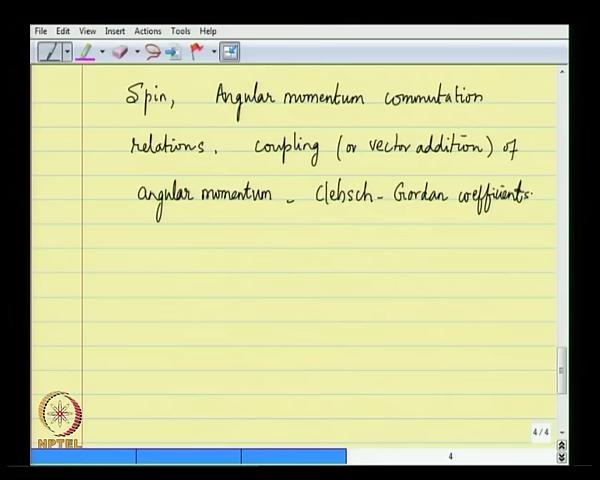 File Edit View Insert Actions Tools Help
Spin, Angular momentum commutation
relations. coupling (or vector addition) of
angular momentum - Clebsch-Gordan coefficients.
NPTEL
4/4
4